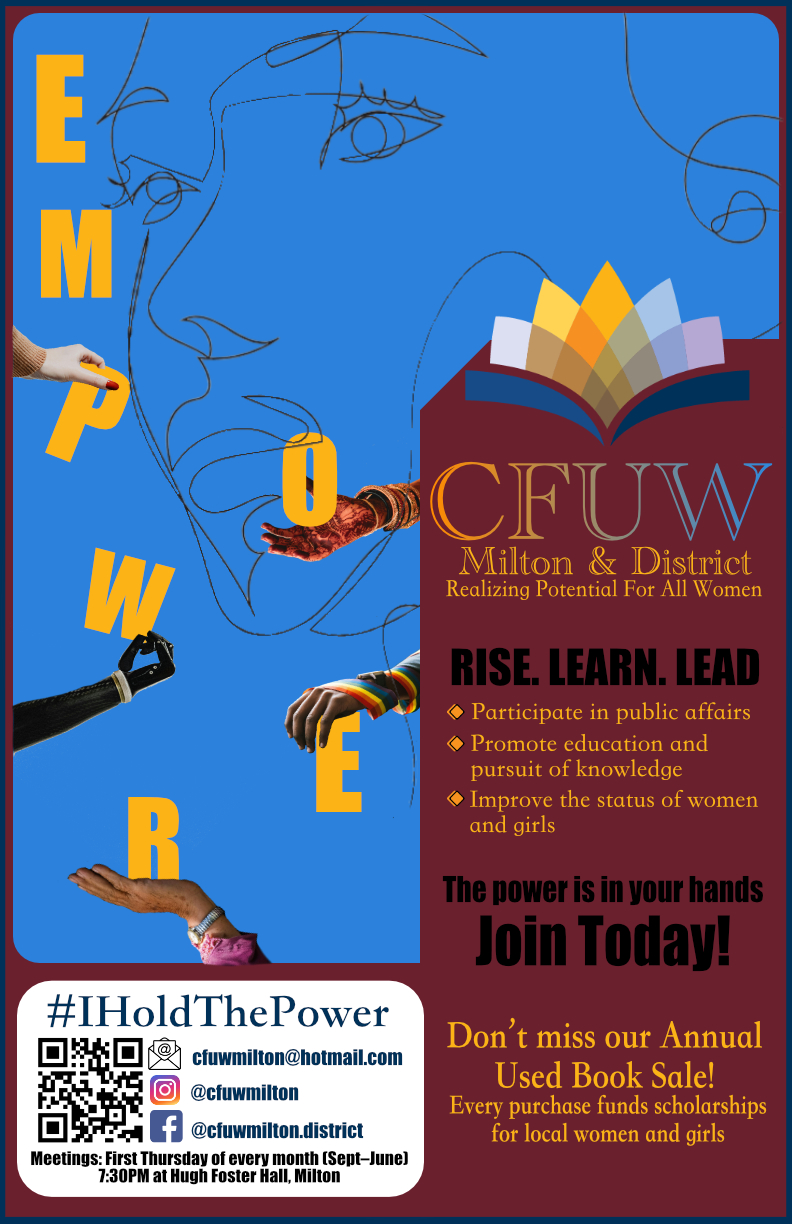 E
M
P
O
W
E
R
CFUW
Milton & District
Realizing Potential For All Women
RISE. LEARN. LEAD
Participate in public affairs
Promote education and
pursuit of knowledge
Improve the status of women
and girls
The power is in your hands
Join Today!
#IHoldThePower
cfuwmilton@hotmail.com
@cfuwmilton
@cfuwmilton.district
Meetings: First Thursday of every month (Sept–June)
7:30PM at Hugh Foster Hall, Milton
Don't miss our Annual
Used Book Sale!
Every purchase funds scholarships
for local women and girls